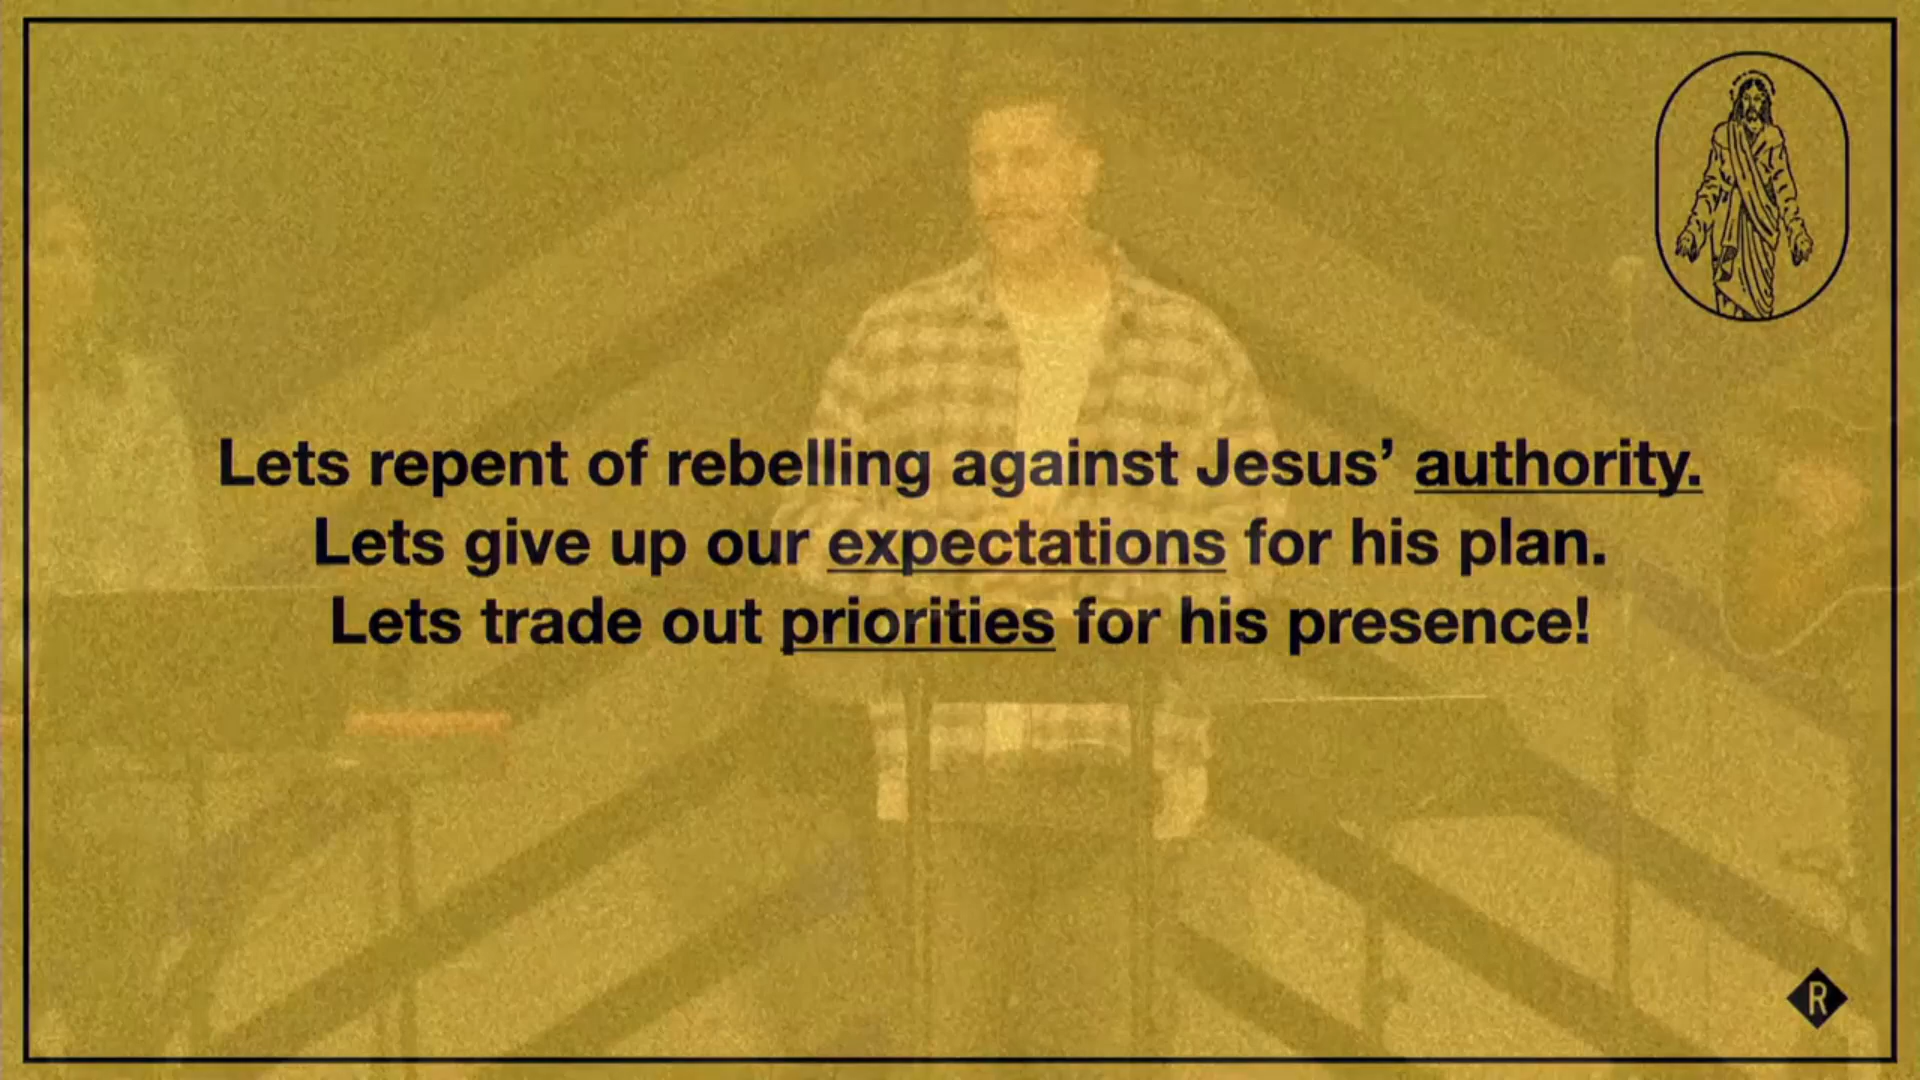 Lets repent of rebelling against Jesus’ authority.
Lets give up our expectations for his plan.
Lets trade out priorities for his presence!
R